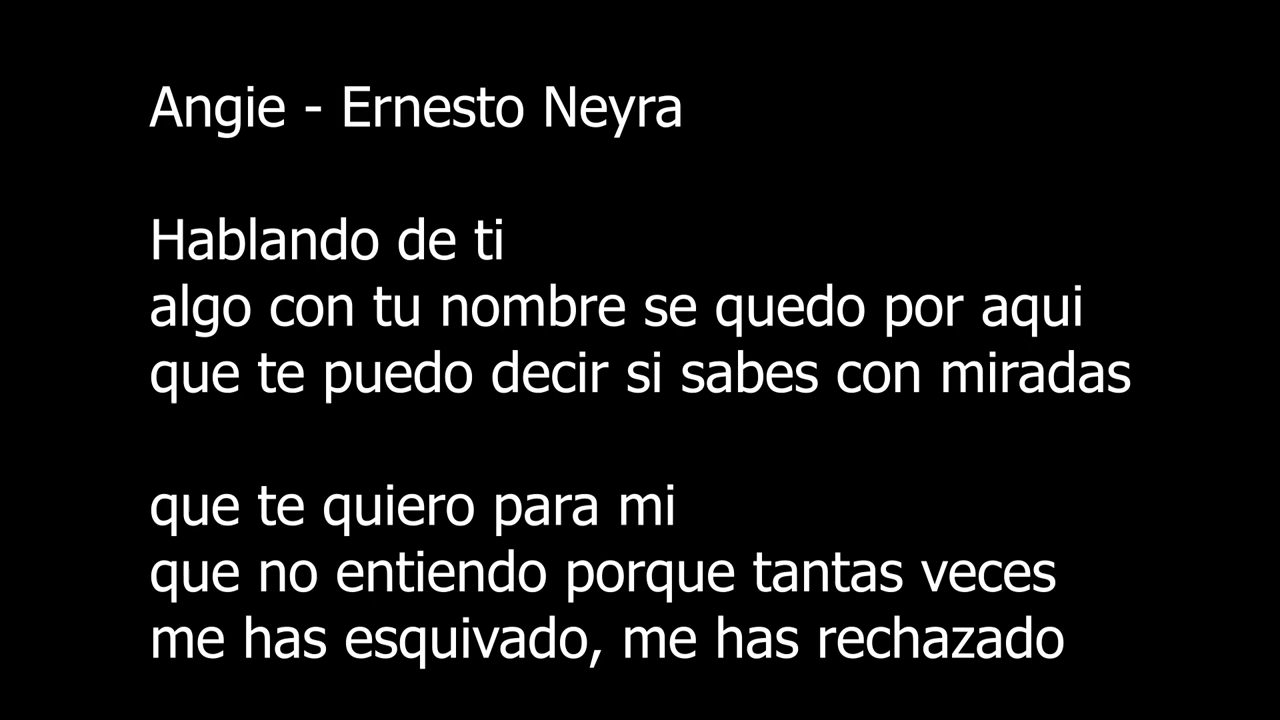 Angie - Ernesto Neyra
Hablando de ti
algo con tu nombre se quedo por aqui
que te puedo decir si sabes con miradas
que te quiero para mi
que no entiendo porque tantas veces
me has esquivado, me has rechazado